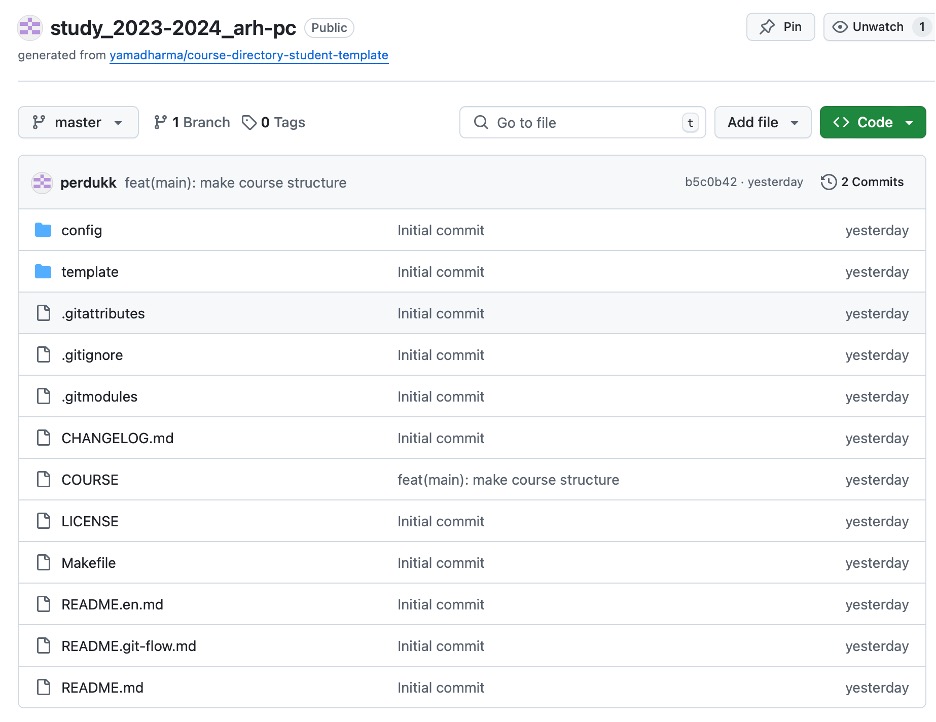 study_2023-2024_arh-pc Public Pin Unwatch 1
generated from yamadharma/course-directory-student-template
master 1 Branch 0 Tags Go to file t Add file Code
perdukk feat(main): make course structure b5c0b42 · yesterday 2 Commits
config Initial commit yesterday
template Initial commit yesterday
.gitattributes Initial commit yesterday
.gitignore Initial commit yesterday
.gitmodules Initial commit yesterday
CHANGELOG.md Initial commit yesterday
COURSE feat(main): make course structure yesterday
LICENSE Initial commit yesterday
Makefile Initial commit yesterday
README.en.md Initial commit yesterday
README.git-flow.md Initial commit yesterday
README.md Initial commit yesterday